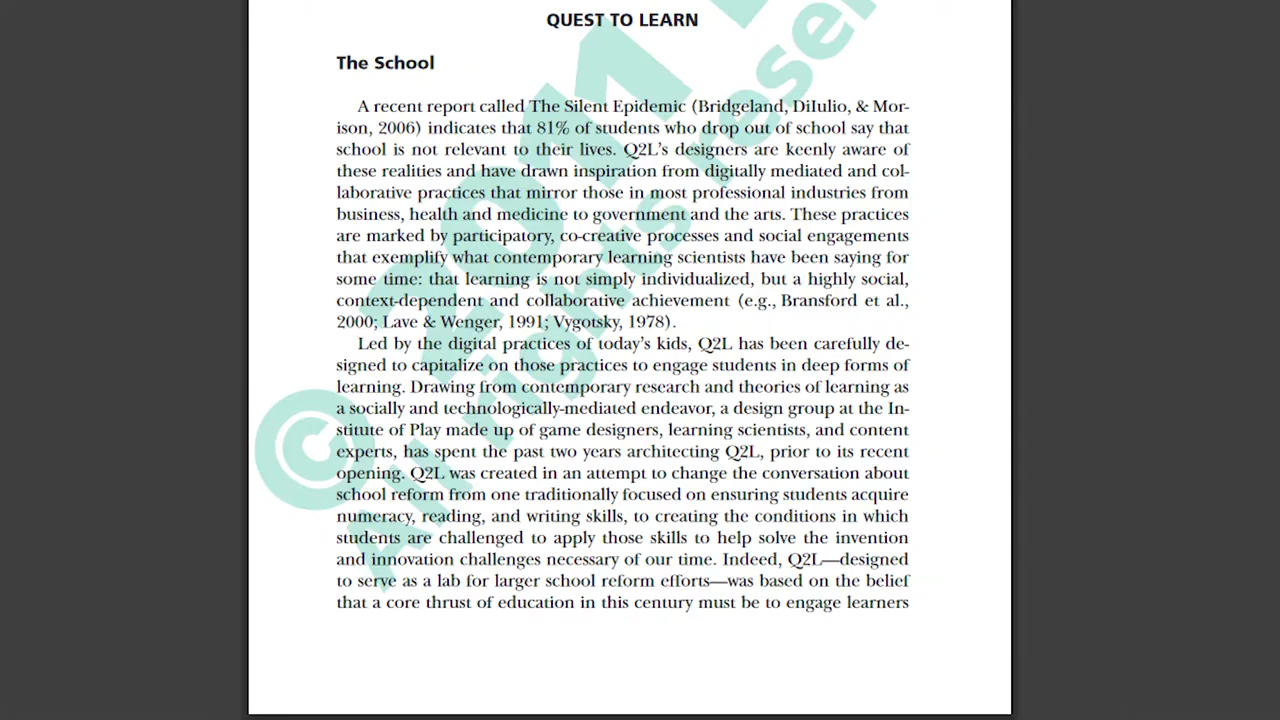 QUEST TO LEARN
The School
A recent report called The Silent Epidemic (Bridgeland, DiIulio, & Mor-
ison, 2006) indicates that 81% of students who drop out of school say that
school is not relevant to their lives. Q2L’s designers are keenly aware of
these realities and have drawn inspiration from digitally mediated and col-
laborative practices that mirror those in most professional industries from
business, health and medicine to government and the arts. These practices
are marked by participatory, co-creative processes and social engagements
that exemplify what contemporary learning scientists have been saying for
some time: that learning is not simply individualized, but a highly social,
context-dependent and collaborative achievement (e.g., Bransford et al.,
2000; Lave & Wenger, 1991; Vygotsky, 1978).
Led by the digital practices of today’s kids, Q2L has been carefully de-
signed to capitalize on those practices to engage students in deep forms of
learning. Drawing from contemporary research and theories of learning as
a socially and technologically-mediated endeavor, a design group at the In-
stitute of Play made up of game designers, learning scientists, and content
experts, has spent the past two years architecting Q2L, prior to its recent
opening. Q2L was created in an attempt to change the conversation about
school reform from one traditionally focused on ensuring students acquire
numeracy, reading, and writing skills, to creating the conditions in which
students are challenged to apply those skills to help solve the invention
and innovation challenges necessary of our time. Indeed, Q2L—designed
to serve as a lab for larger school reform efforts—was based on the belief
that a core thrust of education in this century must be to engage learners
© 2011
All rights reser